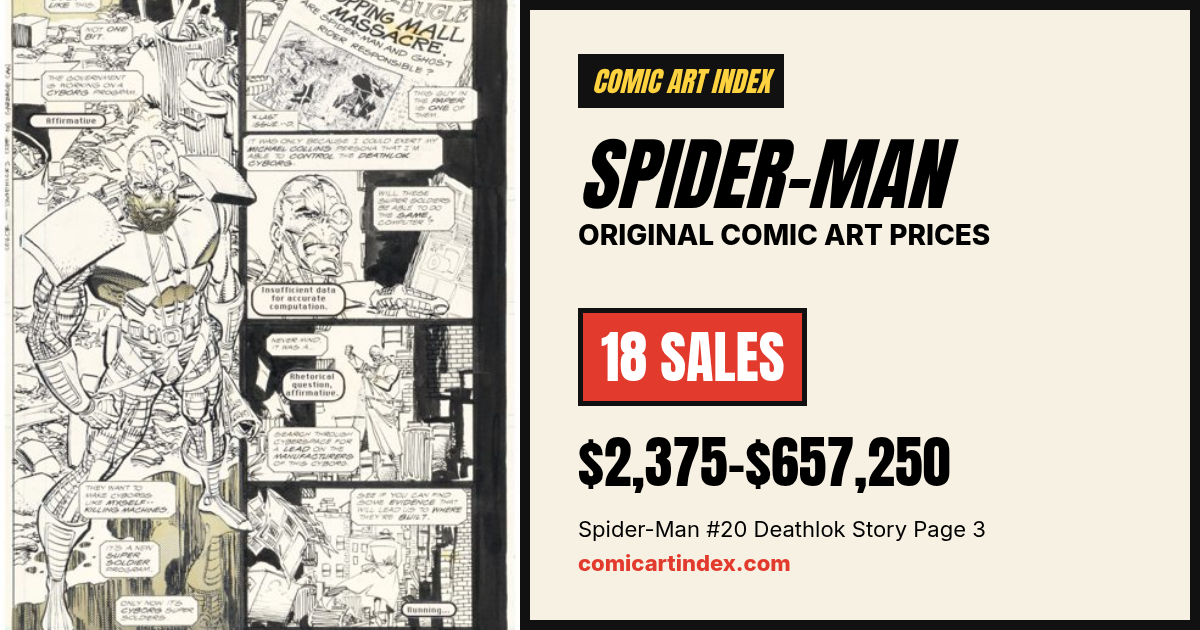 LIKE THIS.
NOT ONE
BIT.
THE GOVERNMENT
IS WORKING ON A
CYBORG PROGRAM.
Affirmative
THEY WANT TO
MAKE CYBORGS
LIKE MYSELF--
KILLING MACHINES.
IT'S A NEW
SUPER
SOLDIER
PROGRAM.
ONLY NOW IT'S
CYBORG SUPER
SOLDIERS.
BUGLE
PPING MALL
MASSACRE.
ARE SPIDER-MAN AND GHOST
RIDER RESPONSIBLE?
* LAST
ISSUE.--D.
THIS GUY IN
THE PAPER
IS ONE OF
THEM.
IT WAS ONLY BECAUSE I COULD EXERT MY
MICHAEL COLLINS PERSONA THAT I'M
ABLE TO CONTROL THE DEATHLOK
CYBORG.
WILL THESE
SUPER SOLDIERS
BE ABLE TO DO
THE SAME,
COMPUTER?
Insufficient data
for accurate
computation.
NEVER MIND.
IT WAS A...
Rhetorical
question,
affirmative.
SEARCH THROUGH
CYBERSPACE FOR
A LEAD ON THE
MANUFACTURERS
OF THIS CYBORG.
SEE IF YOU CAN FIND
SOME EVIDENCE THAT
WILL LEAD US TO WHERE
THEY'RE BUILT.
Running...
COMIC ART INDEX
SPIDER-MAN
ORIGINAL COMIC ART PRICES
18 SALES
$2,375-$657,250
Spider-Man #20 Deathlok Story Page 3
comicartindex.com